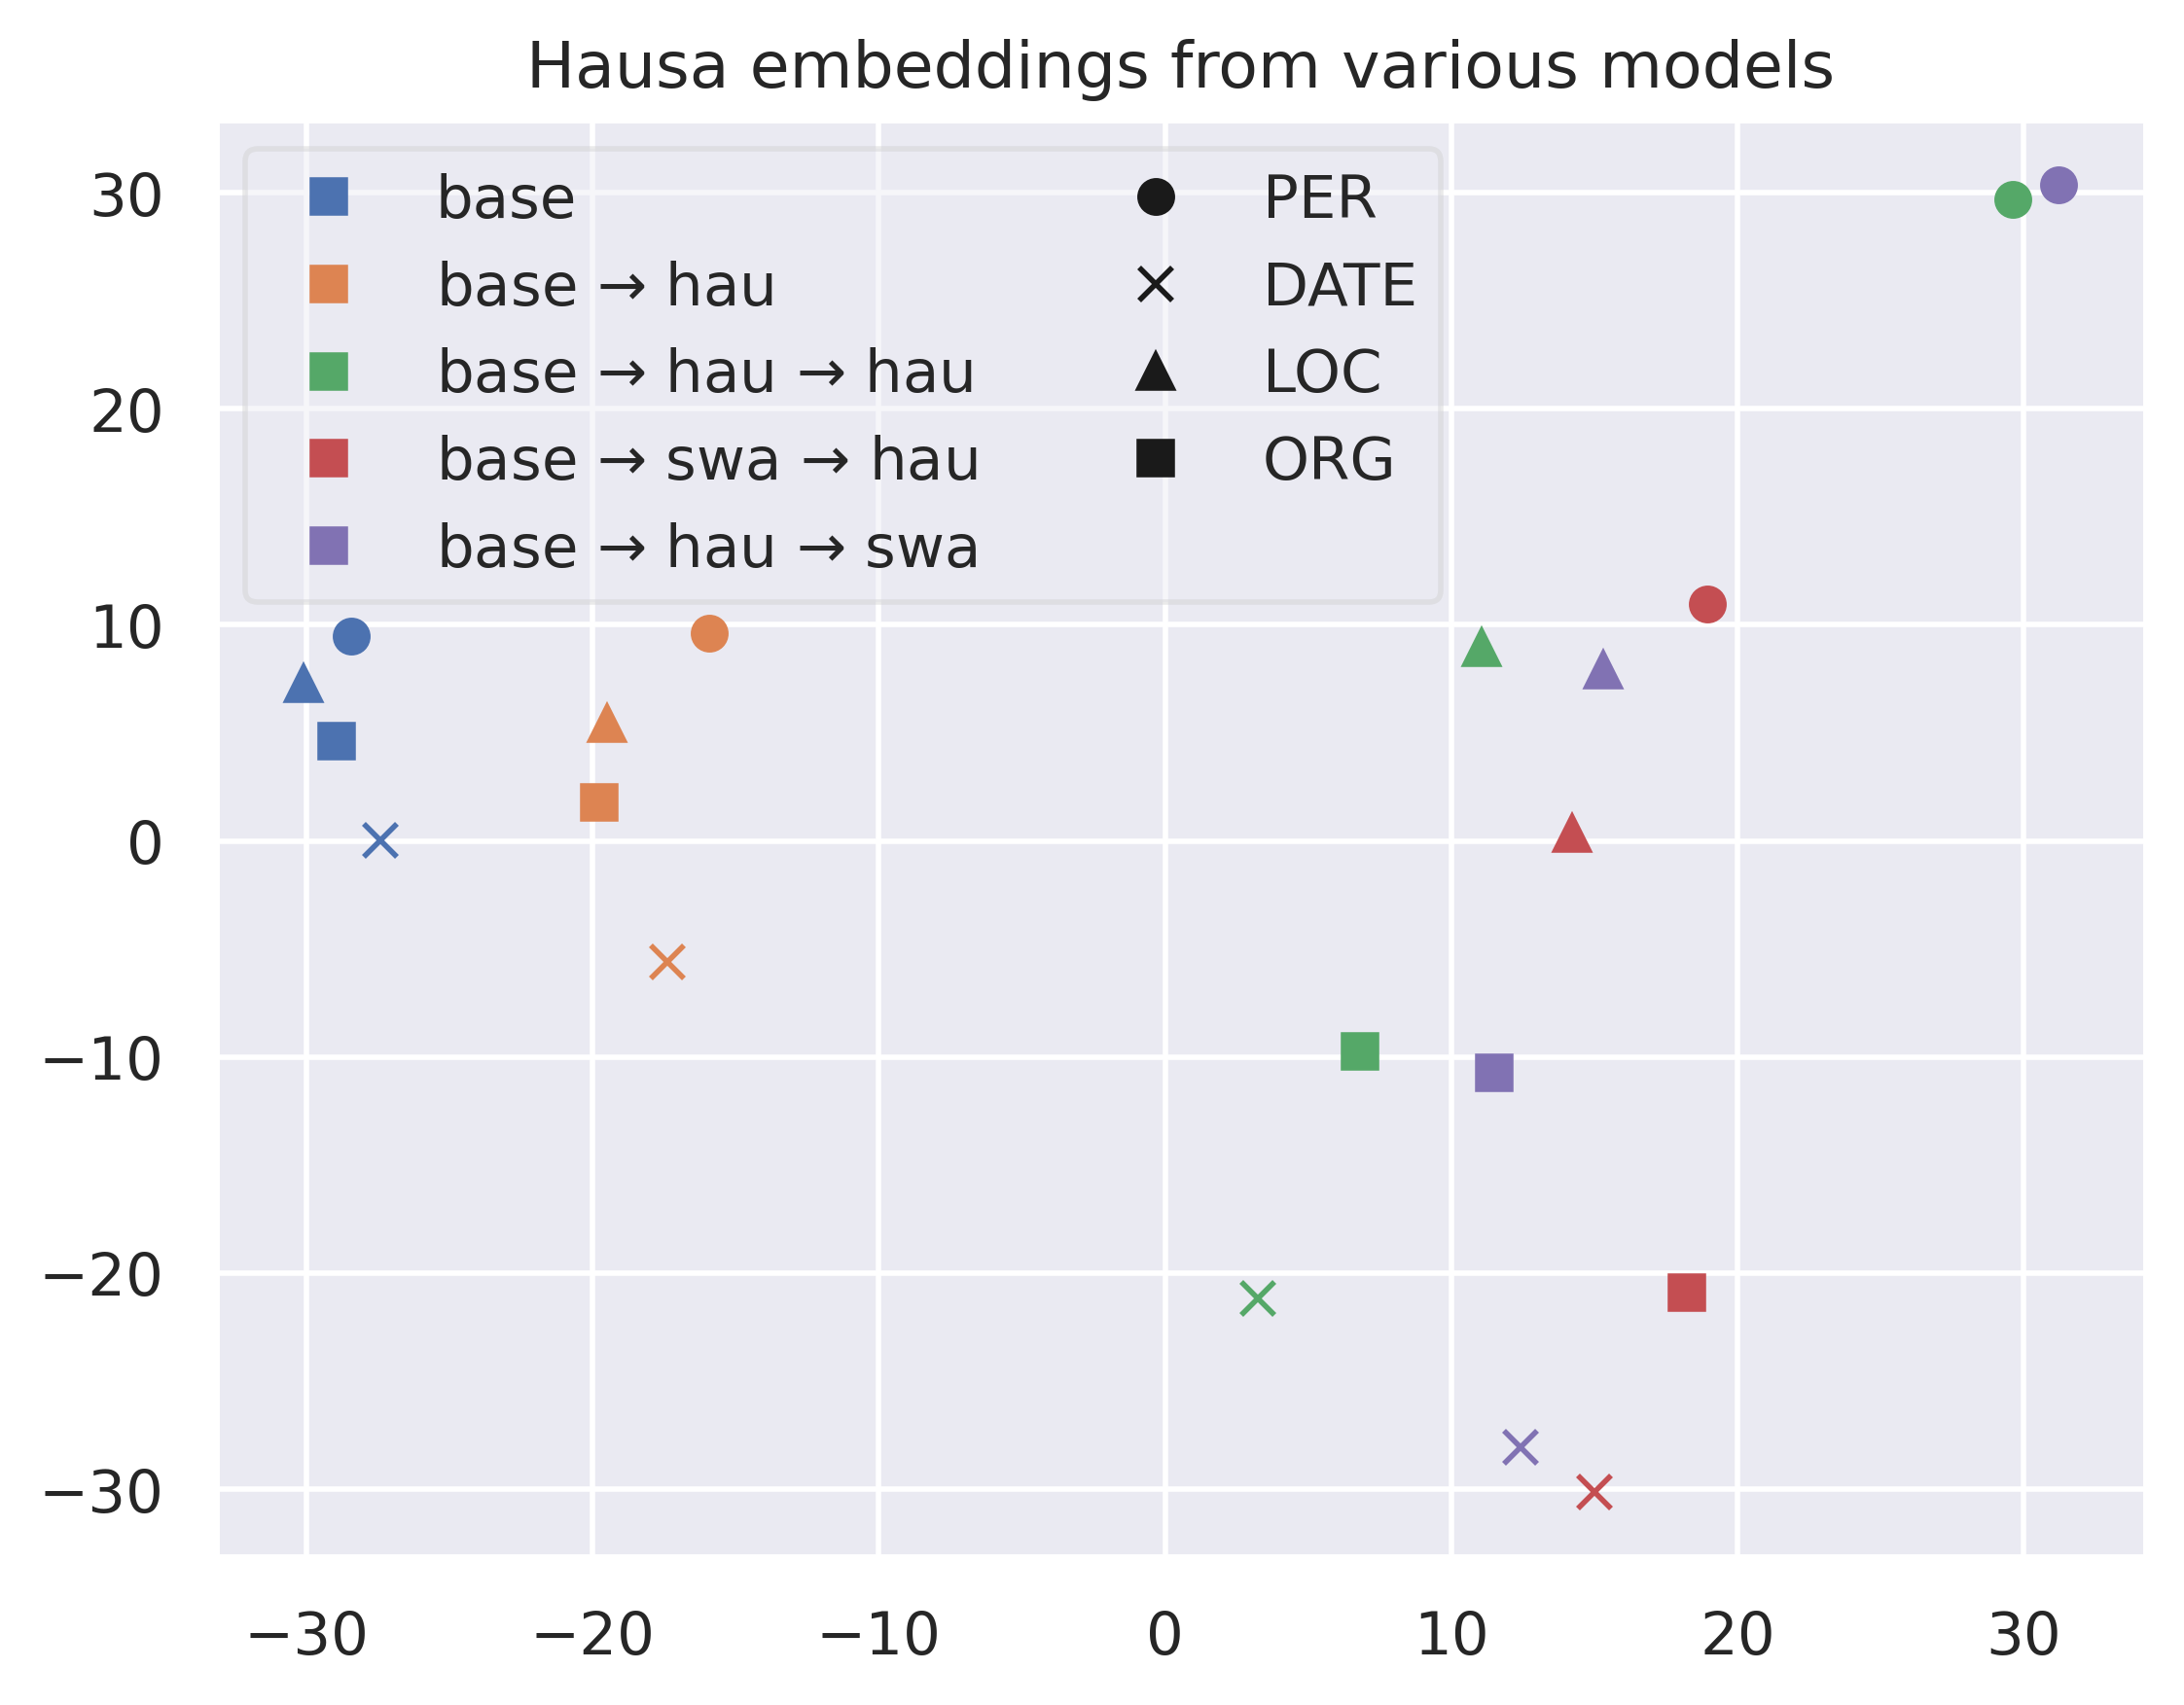 Hausa embeddings from various models
base
base → hau
base → hau → hau
base → swa → hau
base → hau → swa
PER
DATE
LOC
ORG
30
20
10
0
−10
−20
−30
−30 −20 −10 0 10 20 30